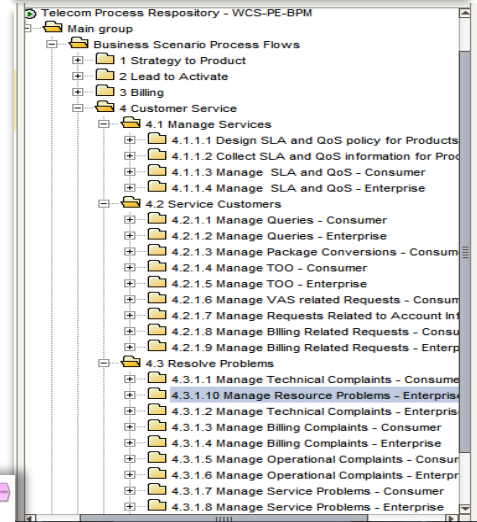 Telecom Process Respository - WCS-PE-BPM
Main group
Business Scenario Process Flows
1 Strategy to Product
2 Lead to Activate
3 Billing
4 Customer Service
4.1 Manage Services
4.1.1.1 Design SLA and QoS policy for Products
4.1.1.2 Collect SLA and QoS information for Proc
4.1.1.3 Manage SLA and QoS - Consumer
4.1.1.4 Manage SLA and QoS - Enterprise
4.2 Service Customers
4.2.1.1 Manage Queries - Consumer
4.2.1.2 Manage Queries - Enterprise
4.2.1.3 Manage Package Conversions - Consum
4.2.1.4 Manage TOO - Consumer
4.2.1.5 Manage TOO - Enterprise
4.2.1.6 Manage VAS related Requests - Consum
4.2.1.7 Manage Requests Related to Account Inf
4.2.1.8 Manage Billing Related Requests - Consu
4.2.1.9 Manage Billing Related Requests - Enterp
4.3 Resolve Problems
4.3.1.1 Manage Technical Complaints - Consume
4.3.1.10 Manage Resource Problems - Enterprise
4.3.1.2 Manage Technical Complaints - Enterpris
4.3.1.3 Manage Billing Complaints - Consumer
4.3.1.4 Manage Billing Complaints - Enterprise
4.3.1.5 Manage Operational Complaints - Consur
4.3.1.6 Manage Operational Complaints - Enterpr
4.3.1.7 Manage Service Problems - Consumer
4.3.1.8 Manage Service Problems - Enterprise